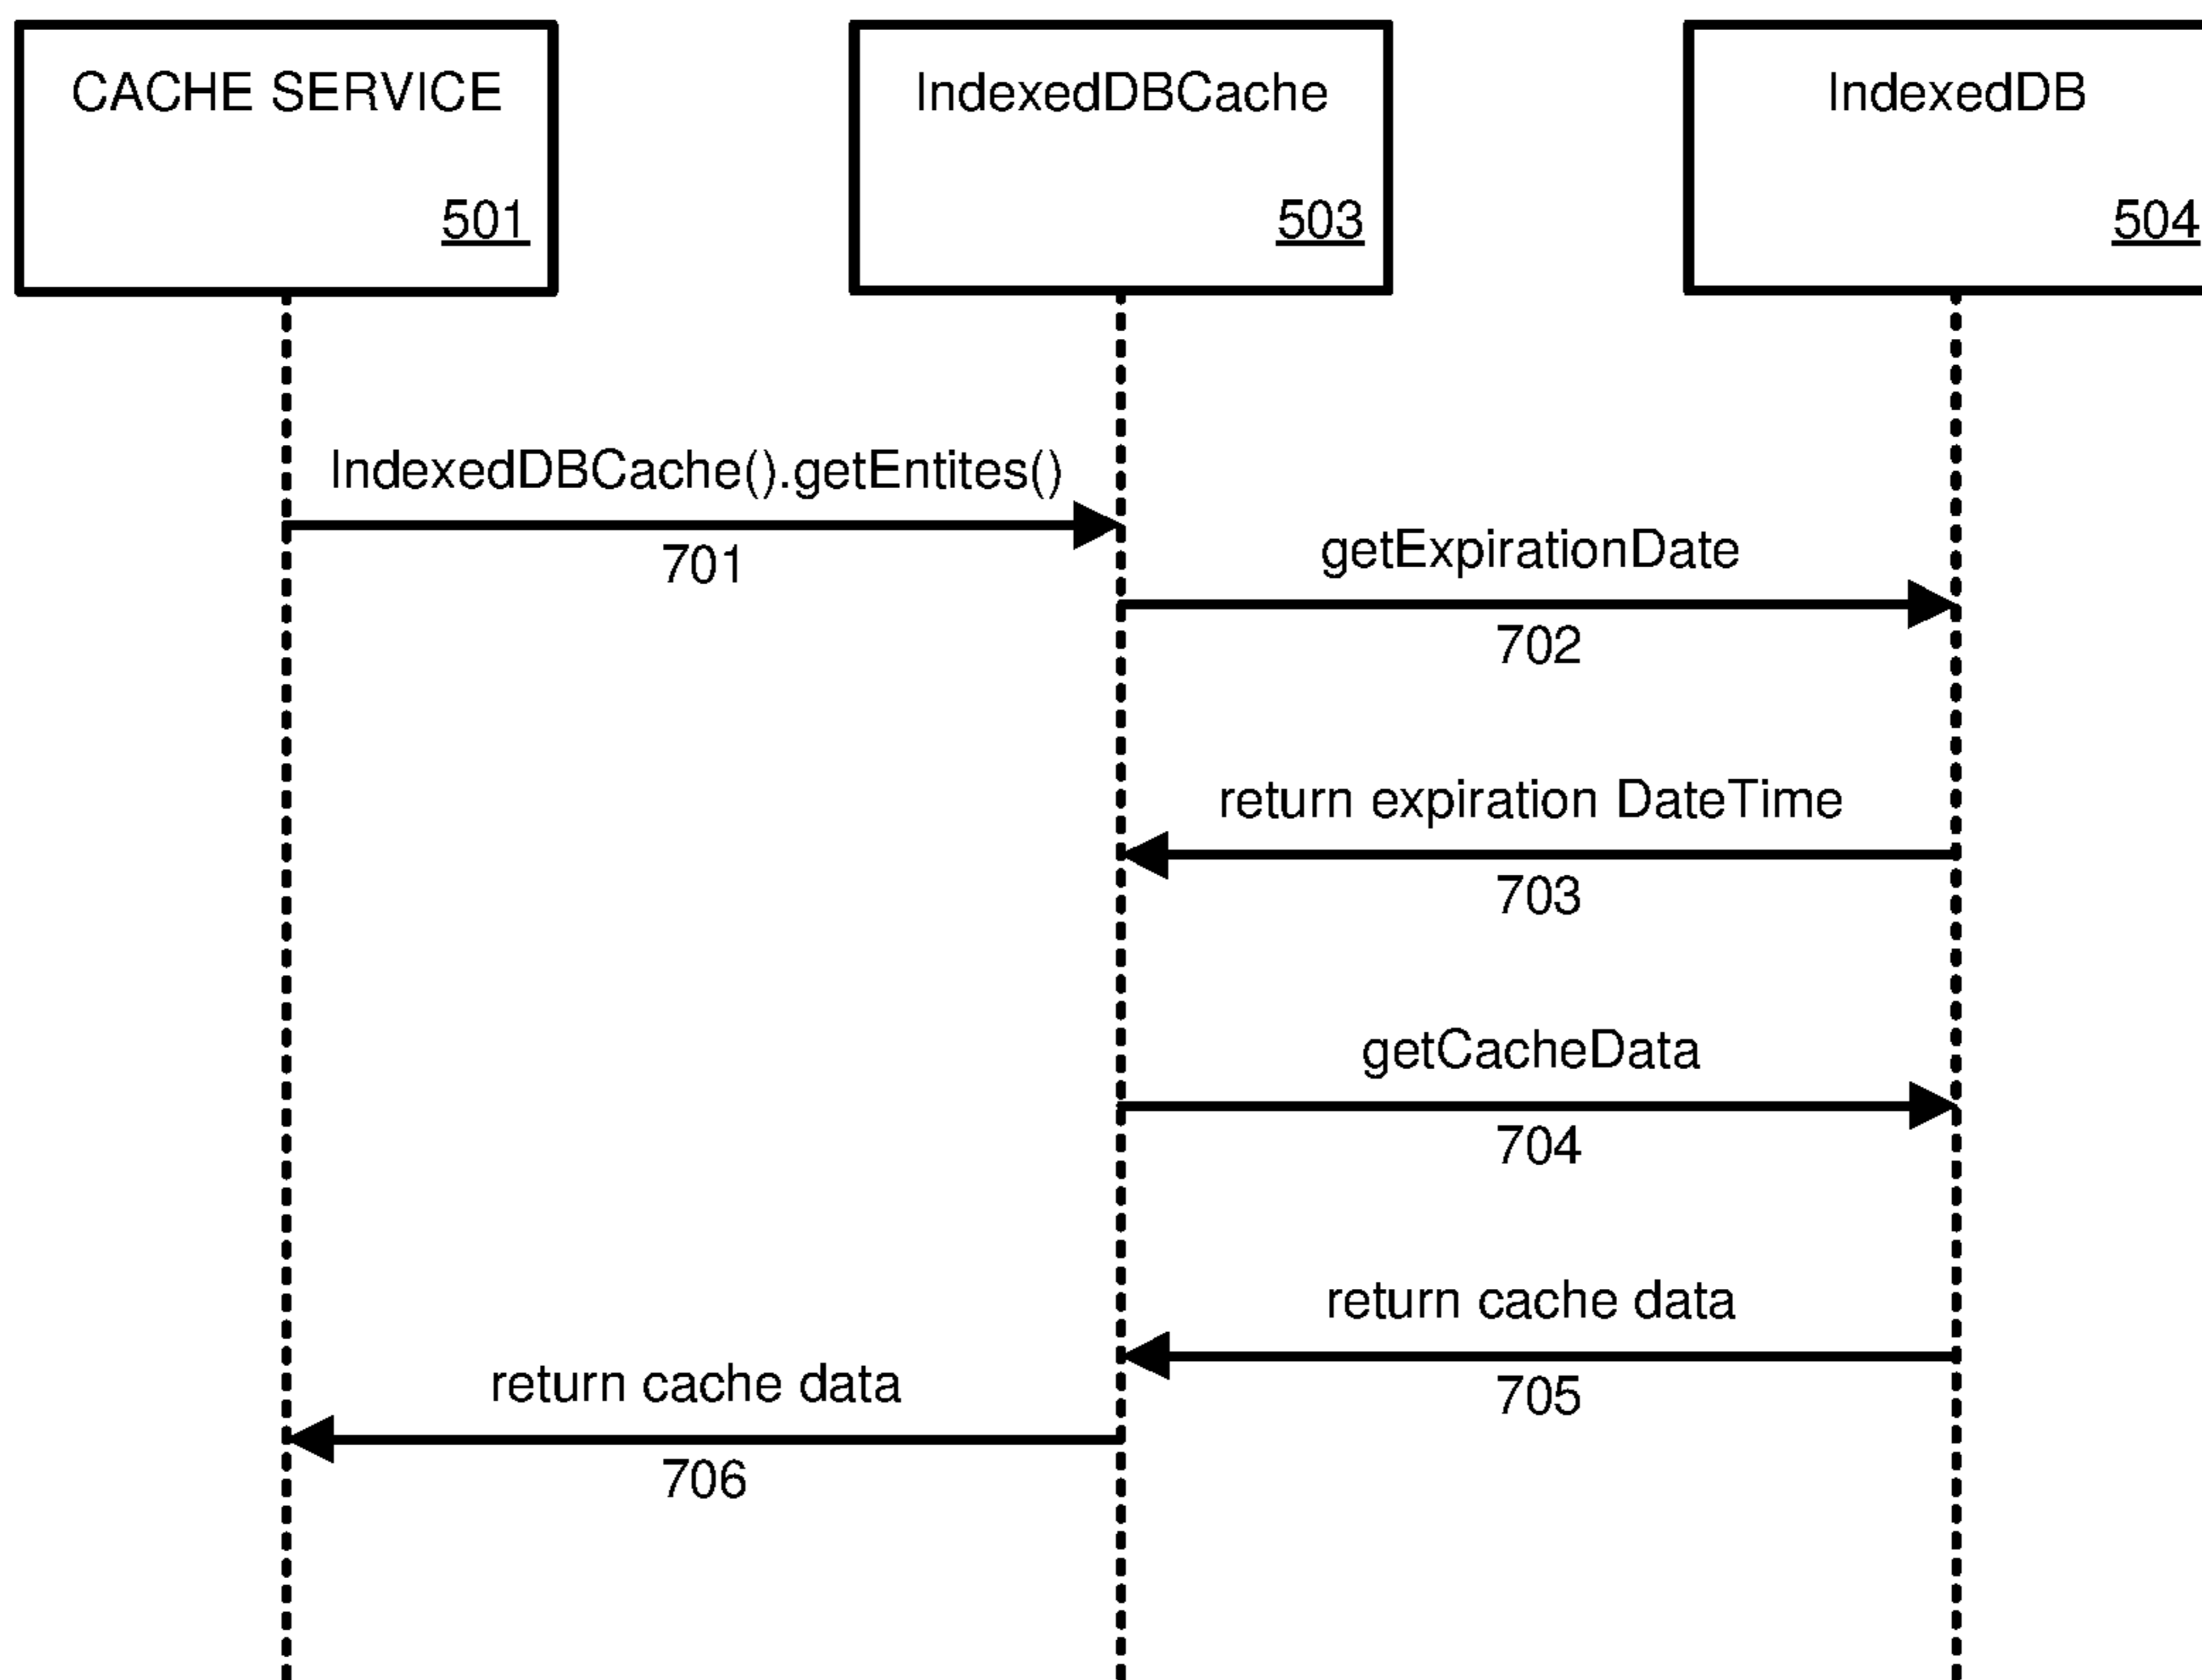 CACHE SERVICE
501
IndexedDBCache
503
IndexedDB
504
IndexedDBCache().getEntites()
701
getExpirationDate
702
return expiration DateTime
703
getCacheData
704
return cache data
705
return cache data
706